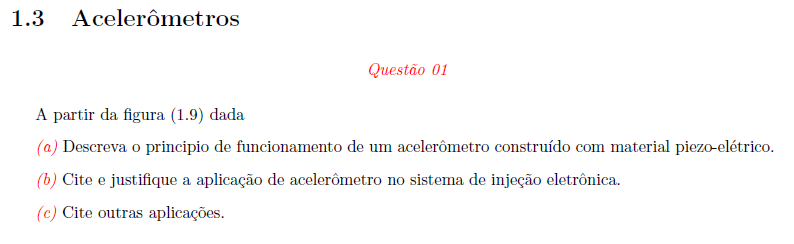 1.3 Acelerômetros
Questão 01
A partir da figura (1.9) dada
(a) Descreva o principio de funcionamento de um acelerômetro construído com material piezo-elétrico.
(b) Cite e justifique a aplicação de acelerômetro no sistema de injeção eletrônica.
(c) Cite outras aplicações.